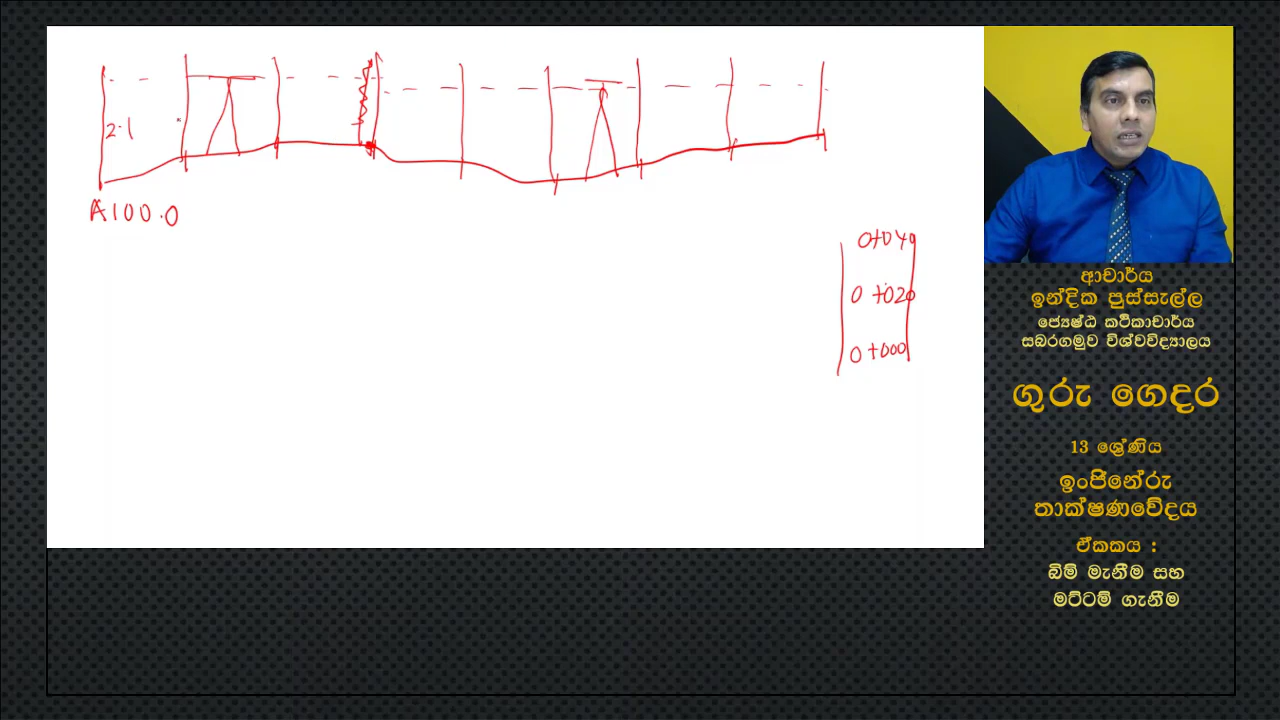 2.1
A100.0
0+040
0+020
0+000
ආචාර්ය
ඉන්දික පුස්සැල්ල
ජ්‍යෙෂ්ඨ කථිකාචාර්ය
සබරගමුව විශ්වවිද්‍යාලය
ගුරු ගෙදර
13 ශ්‍රේණිය
ඉංජිනේරු
තාක්ෂණවේදය
ඒකකය :
බිම් මැනීම සහ
මට්ටම් ගැනීම